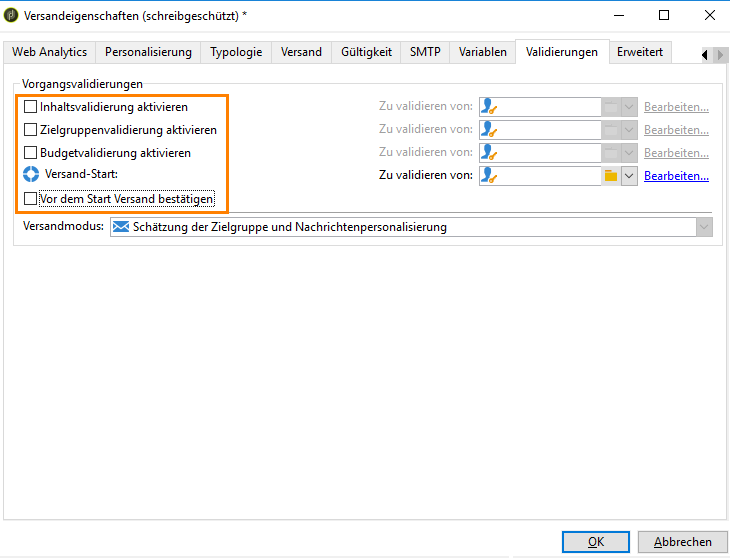 Versandeigenschaften (schreibgeschützt) *
Web Analytics Personalisierung Typologie Versand Gültigkeit SMTP Variablen Validierungen Erweitert
Vorgangsvalidierungen
Inhaltsvalidierung aktivieren Zu validieren von: Bearbeiten...
Zielgruppenvalidierung aktivieren Zu validieren von: Bearbeiten...
Budgetvalidierung aktivieren Zu validieren von: Bearbeiten...
Versand-Start: Zu validieren von: Bearbeiten...
Vor dem Start Versand bestätigen
Versandmodus: Schätzung der Zielgruppe und Nachrichtenpersonalisierung
OK Abbrechen